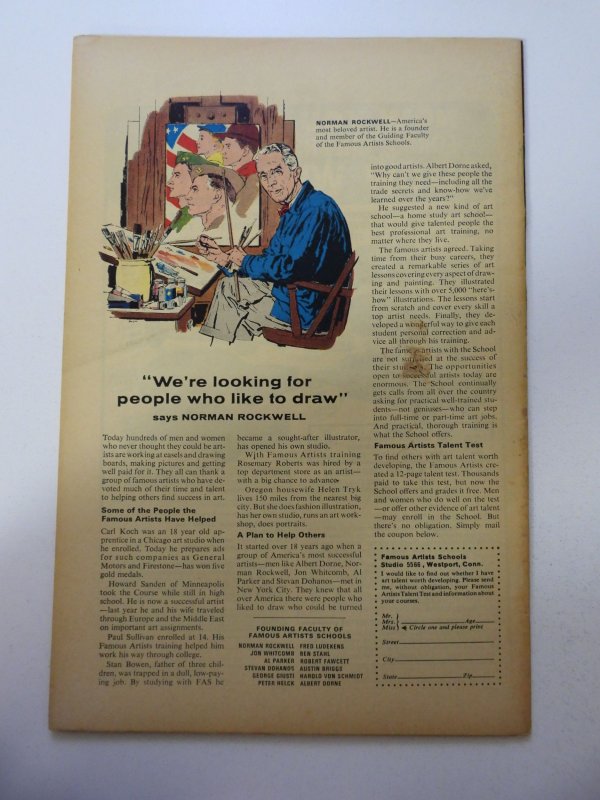 NORMAN ROCKWELL—America's
most beloved artist. He is a founder
and member of the Guiding Faculty
of the Famous Artists Schools.
"We're looking for
people who like to draw"
says NORMAN ROCKWELL
Today hundreds of men and women
who never thought they could be art-
ists are working at easels and drawing
boards, making pictures and getting
well paid for it. They all can thank a
group of famous artists who have de-
voted much of their time and talent
to helping others find success in art.
Some of the People the
Famous Artists Have Helped
Carl Koch was an 18 year old ap-
prentice in a Chicago art studio when
he enrolled. Today he prepares ads
for such companies as General
Motors and Firestone—has won five
gold medals.
Howard Sanden of Minneapolis
took the Course while still in high
school. He is now a successful artist
—last year he and his wife traveled
through Europe and the Middle East
on important art assignments.
Paul Sullivan enrolled at 14. His
Famous Artists training helped him
work his way through college.
Stan Bowen, father of three chil-
dren, was trapped in a dull, low-pay-
ing job. By studying with FAS he
became a sought-after illustrator,
has opened his own studio.
With Famous Artists training
Rosemary Roberts was hired by a
top department store as an artist—
with a big chance to advance.
Oregon housewife Helen Tryk
lives 150 miles from the nearest big
city. But she does fashion illustration,
has her own studio, runs an art work-
shop, does portraits.
A Plan to Help Others
It started over 18 years ago when a
group of America's most successful
artists—men like Albert Dorne, Nor-
man Rockwell, Jon Whitcomb, Al
Parker and Stevan Dohanos—met in
New York City. They knew that all
over America there were people who
liked to draw who could be turned
FOUNDING FACULTY OF
FAMOUS ARTISTS SCHOOLS
NORMAN ROCKWELL FRED LUDEKENS
JON WHITCOMB BEN STAHL
AL PARKER ROBERT FAWCETT
STEVAN DOHANOS AUSTIN BRIGGS
GEORGE GIUSTI HAROLD VON SCHMIDT
PETER HELCK ALBERT DORNE
into good artists. Albert Dorne asked,
"Why can't we give these people the
training they need—including all the
trade secrets and know-how we've
learned over the years?"
He suggested a new kind of art
school—a home study art school—
that would give talented people the
best professional art training, no
matter where they live.
The famous artists agreed. Taking
time from their busy careers, they
created a remarkable series of art
lessons covering every aspect of draw-
ing and painting. They illustrated
their lessons with over 5,000 "here's-
how" illustrations. The lessons start
from scratch and cover every skill a
top artist needs. Finally, they de-
veloped a wonderful way to give each
student personal correction and ad-
vice all through his training.
The famous artists with the School
are not surprised at the success of
their The opportunities
open to successful artists today are
enormous. The School continually
gets calls from all over the country
asking for practical well-trained stu-
dents—not geniuses—who can step
into full-time or part-time art jobs.
And practical, thorough training is
what the School offers.
Famous Artists Talent Test
To find others with art talent worth
developing, the Famous Artists cre-
ated a 12-page talent test. Thousands
paid to take this test, but now the
School offers and grades it free. Men
and women who do well on the test
—or offer other evidence of art talent
—may enroll in the School. But
there's no obligation. Simply mail
the coupon below.
Famous Artists Schools
Studio 5566, Westport, Conn.
I would like to find out whether I have
art talent worth developing. Please send
me, without obligation, your Famous
Artists Talent Test and information about
your courses.
Mr.
Mrs. Age
Miss Circle one and please print
Street
City
State Zip